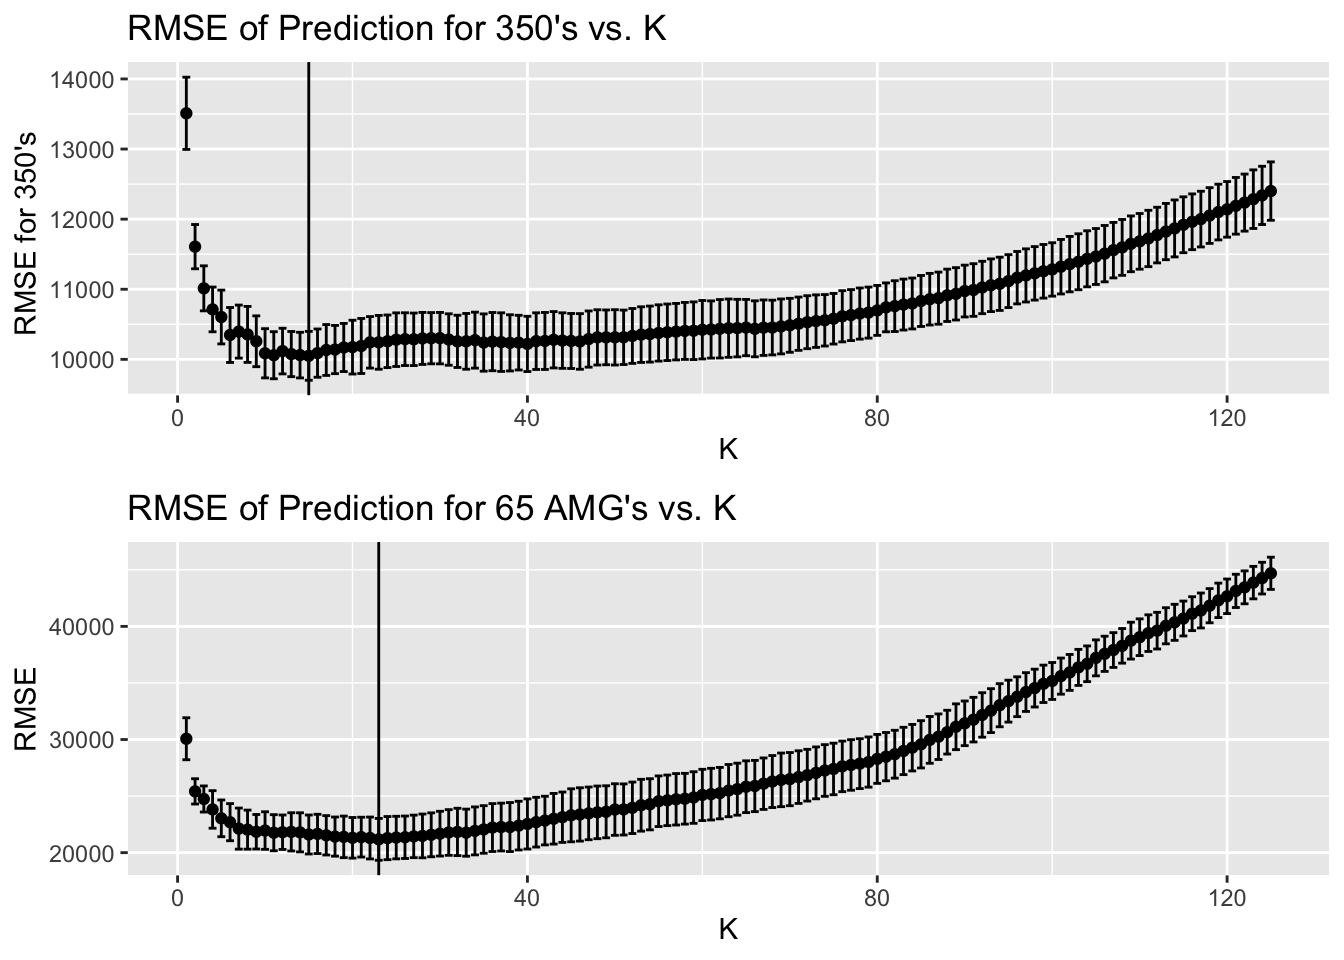 RMSE of Prediction for 350's vs. K
14000
13000
12000
11000
10000
RMSE for 350's
0 40 80 120
K
RMSE of Prediction for 65 AMG's vs. K
40000
30000
20000
RMSE
0 40 80 120
K